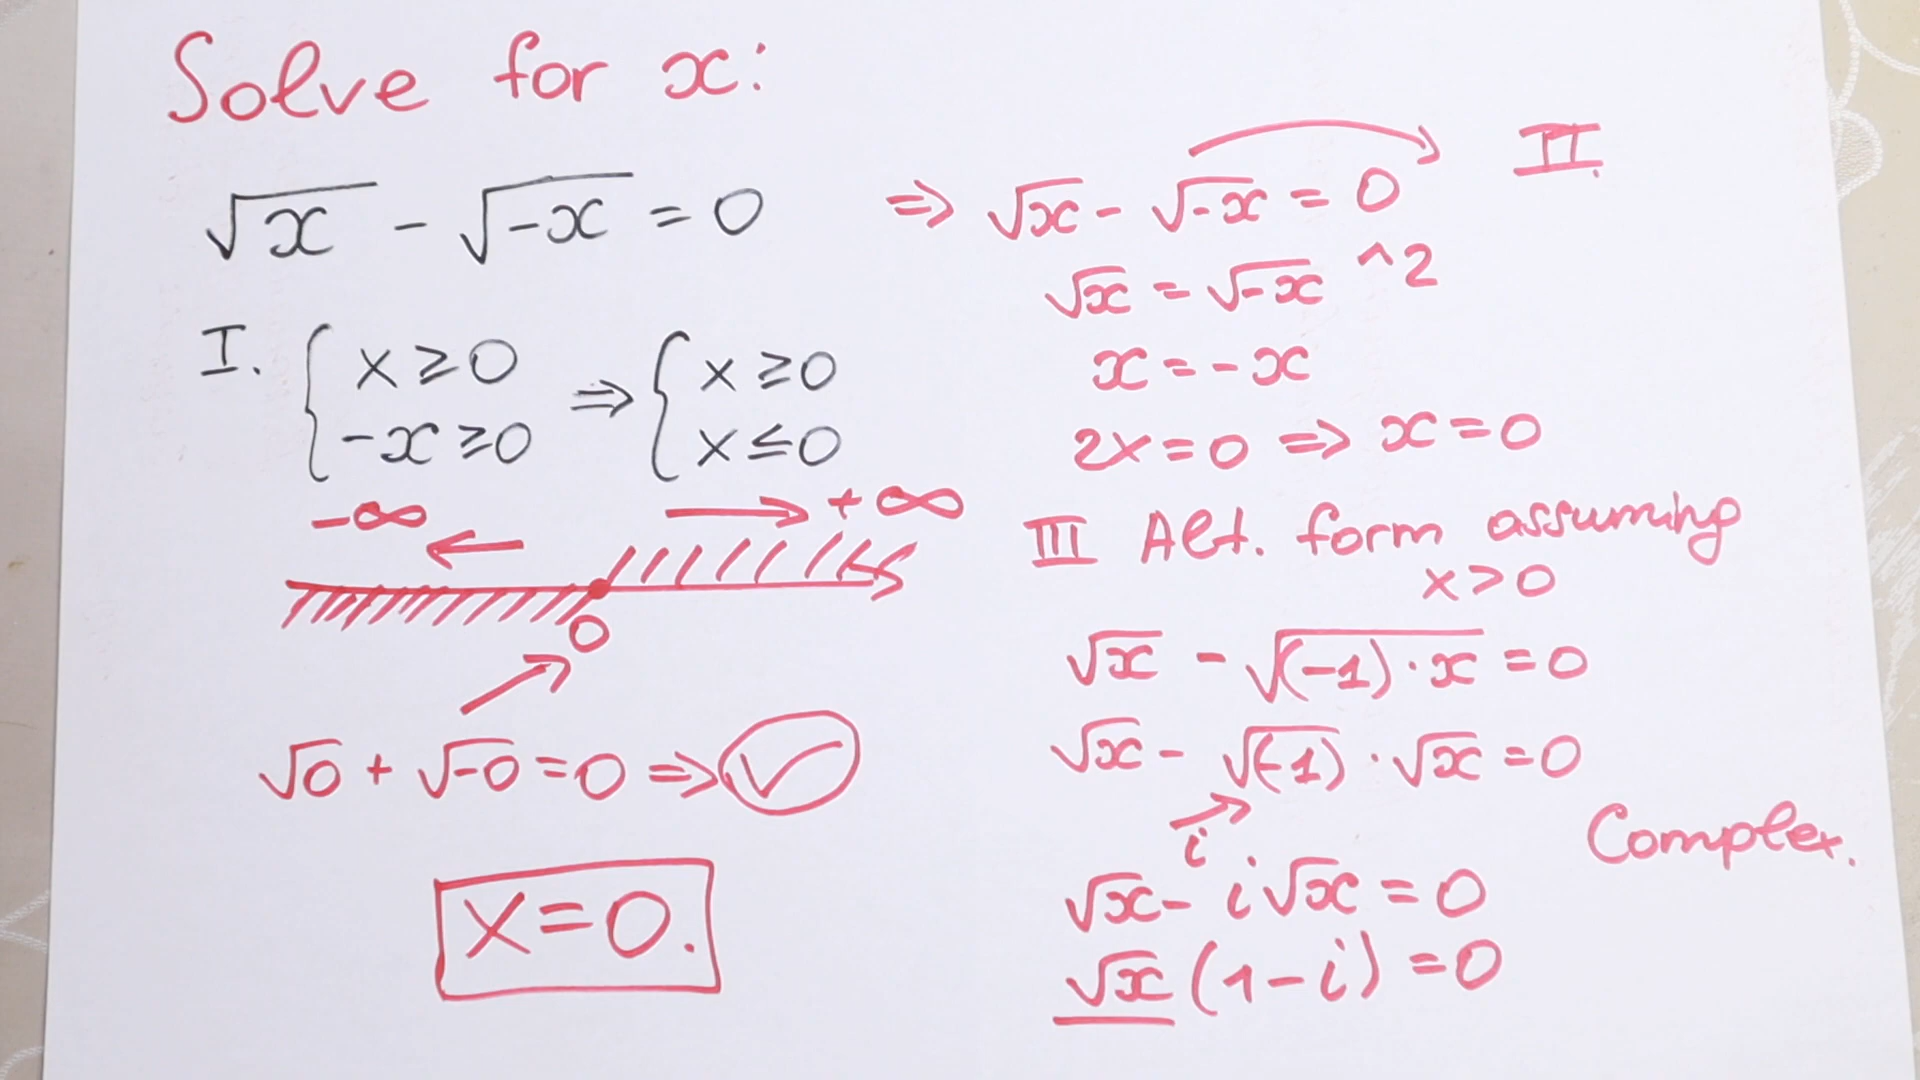 Solve for x:
√x - √-x = 0
I. { x ≥ 0 ⇒ { x ≥ 0
-x ≥ 0 x ≤ 0
-∞ +∞
0
√0 + √-0 = 0 ⇒ ✓
x = 0.
⇒ √x - √-x = 0 II.
√x = √-x ^2
x = -x
2x = 0 ⇒ x = 0
III Alt. form assuming
x > 0
√x - √(-1)·x = 0
√x - √(-1) · √x = 0
i
Complex.
√x - i√x = 0
√x (1 - i) = 0